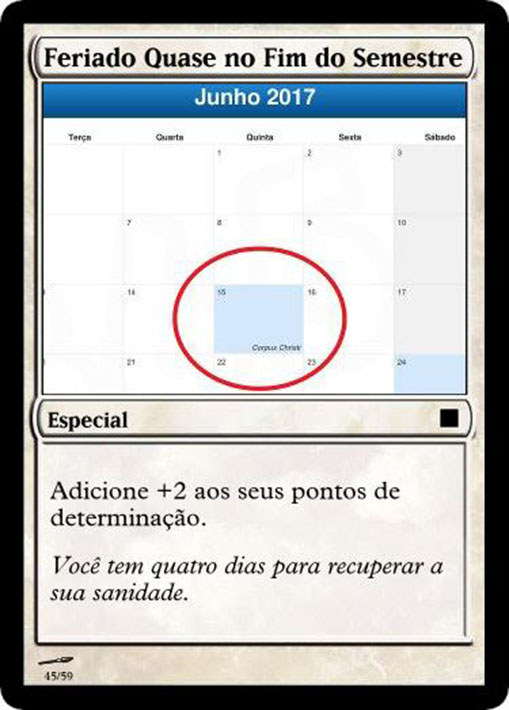 Feriado Quase no Fim do Semestre
Junho 2017
Terça Quarta Quinta Sexta Sábado
1 2 3
7 8 9 10
14 15 16 17
Corpus Christi
21 22 23 24
Especial
Adicione +2 aos seus pontos de
determinação.
Você tem quatro dias para recuperar a
sua sanidade.
45/59